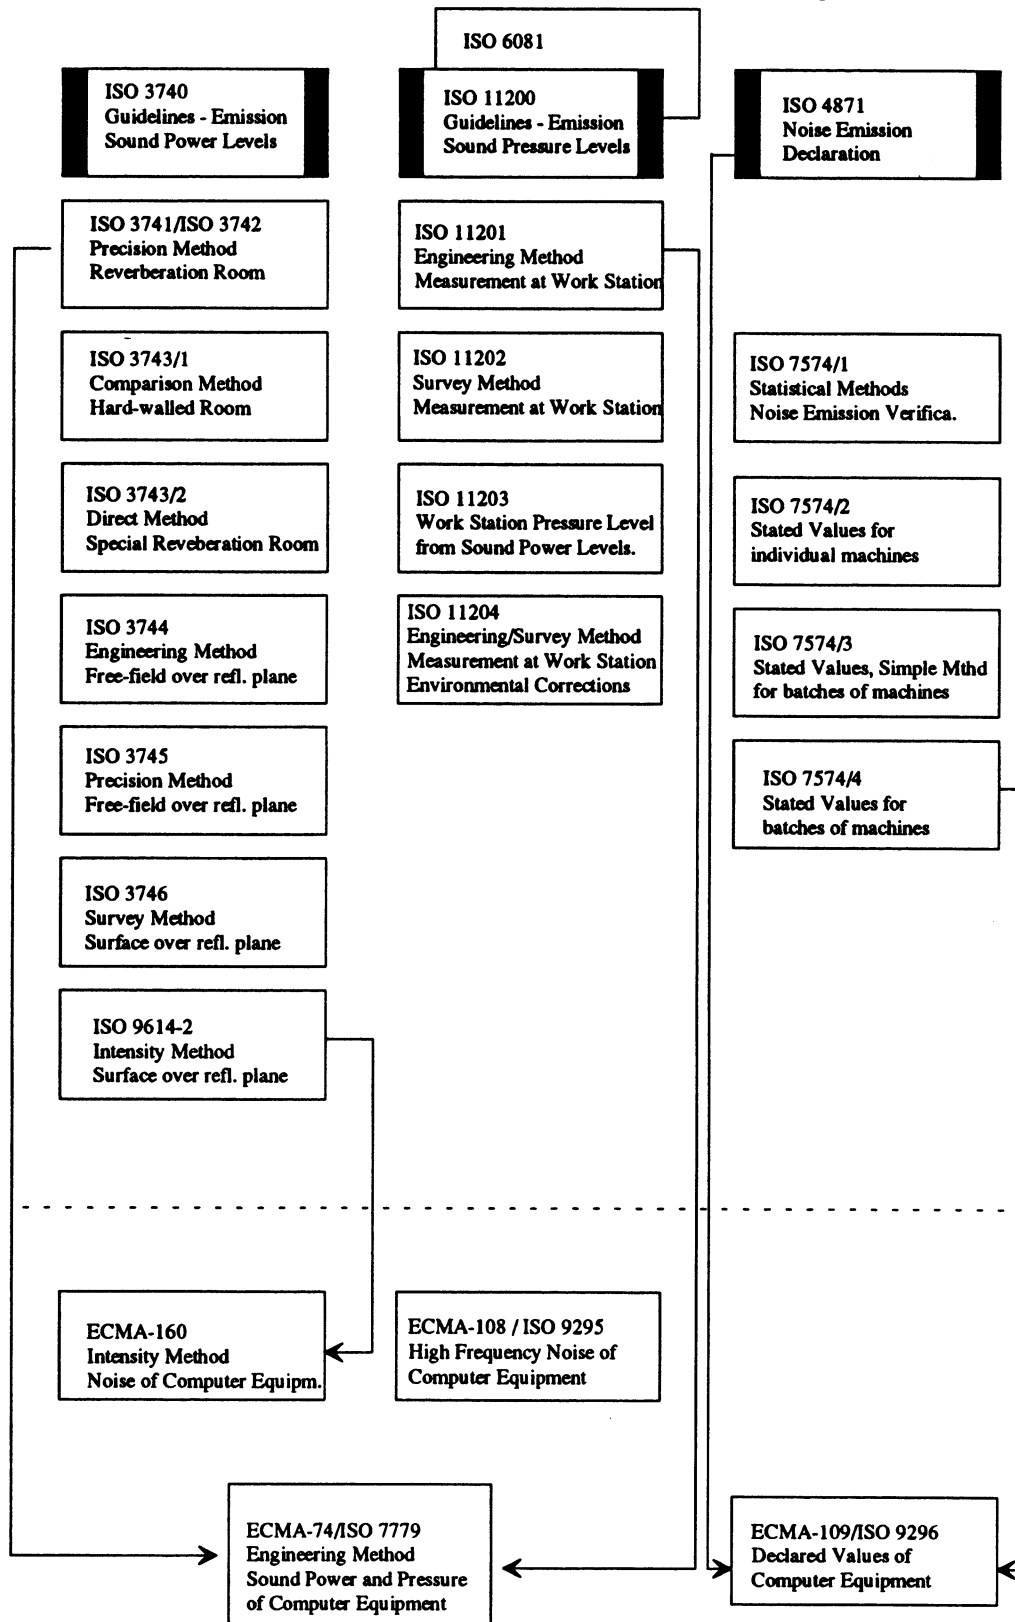 ISO 6081
ISO 3740
Guidelines - Emission
Sound Power Levels
ISO 11200
Guidelines - Emission
Sound Pressure Levels
ISO 4871
Noise Emission
Declaration
ISO 3741/ISO 3742
Precision Method
Reverberation Room
ISO 11201
Engineering Method
Measurement at Work Station
ISO 3743/1
Comparison Method
Hard-walled Room
ISO 11202
Survey Method
Measurement at Work Station
ISO 7574/1
Statistical Methods
Noise Emission Verifica.
ISO 3743/2
Direct Method
Special Reveberation Room
ISO 11203
Work Station Pressure Level
from Sound Power Levels.
ISO 7574/2
Stated Values for
individual machines
ISO 3744
Engineering Method
Free-field over refl. plane
ISO 11204
Engineering/Survey Method
Measurement at Work Station
Environmental Corrections
ISO 7574/3
Stated Values, Simple Mthd
for batches of machines
ISO 3745
Precision Method
Free-field over refl. plane
ISO 7574/4
Stated Values for
batches of machines
ISO 3746
Survey Method
Surface over refl. plane
ISO 9614-2
Intensity Method
Surface over refl. plane
ECMA-160
Intensity Method
Noise of Computer Equipm.
ECMA-108 / ISO 9295
High Frequency Noise of
Computer Equipment
ECMA-74/ISO 7779
Engineering Method
Sound Power and Pressure
of Computer Equipment
ECMA-109/ISO 9296
Declared Values of
Computer Equipment